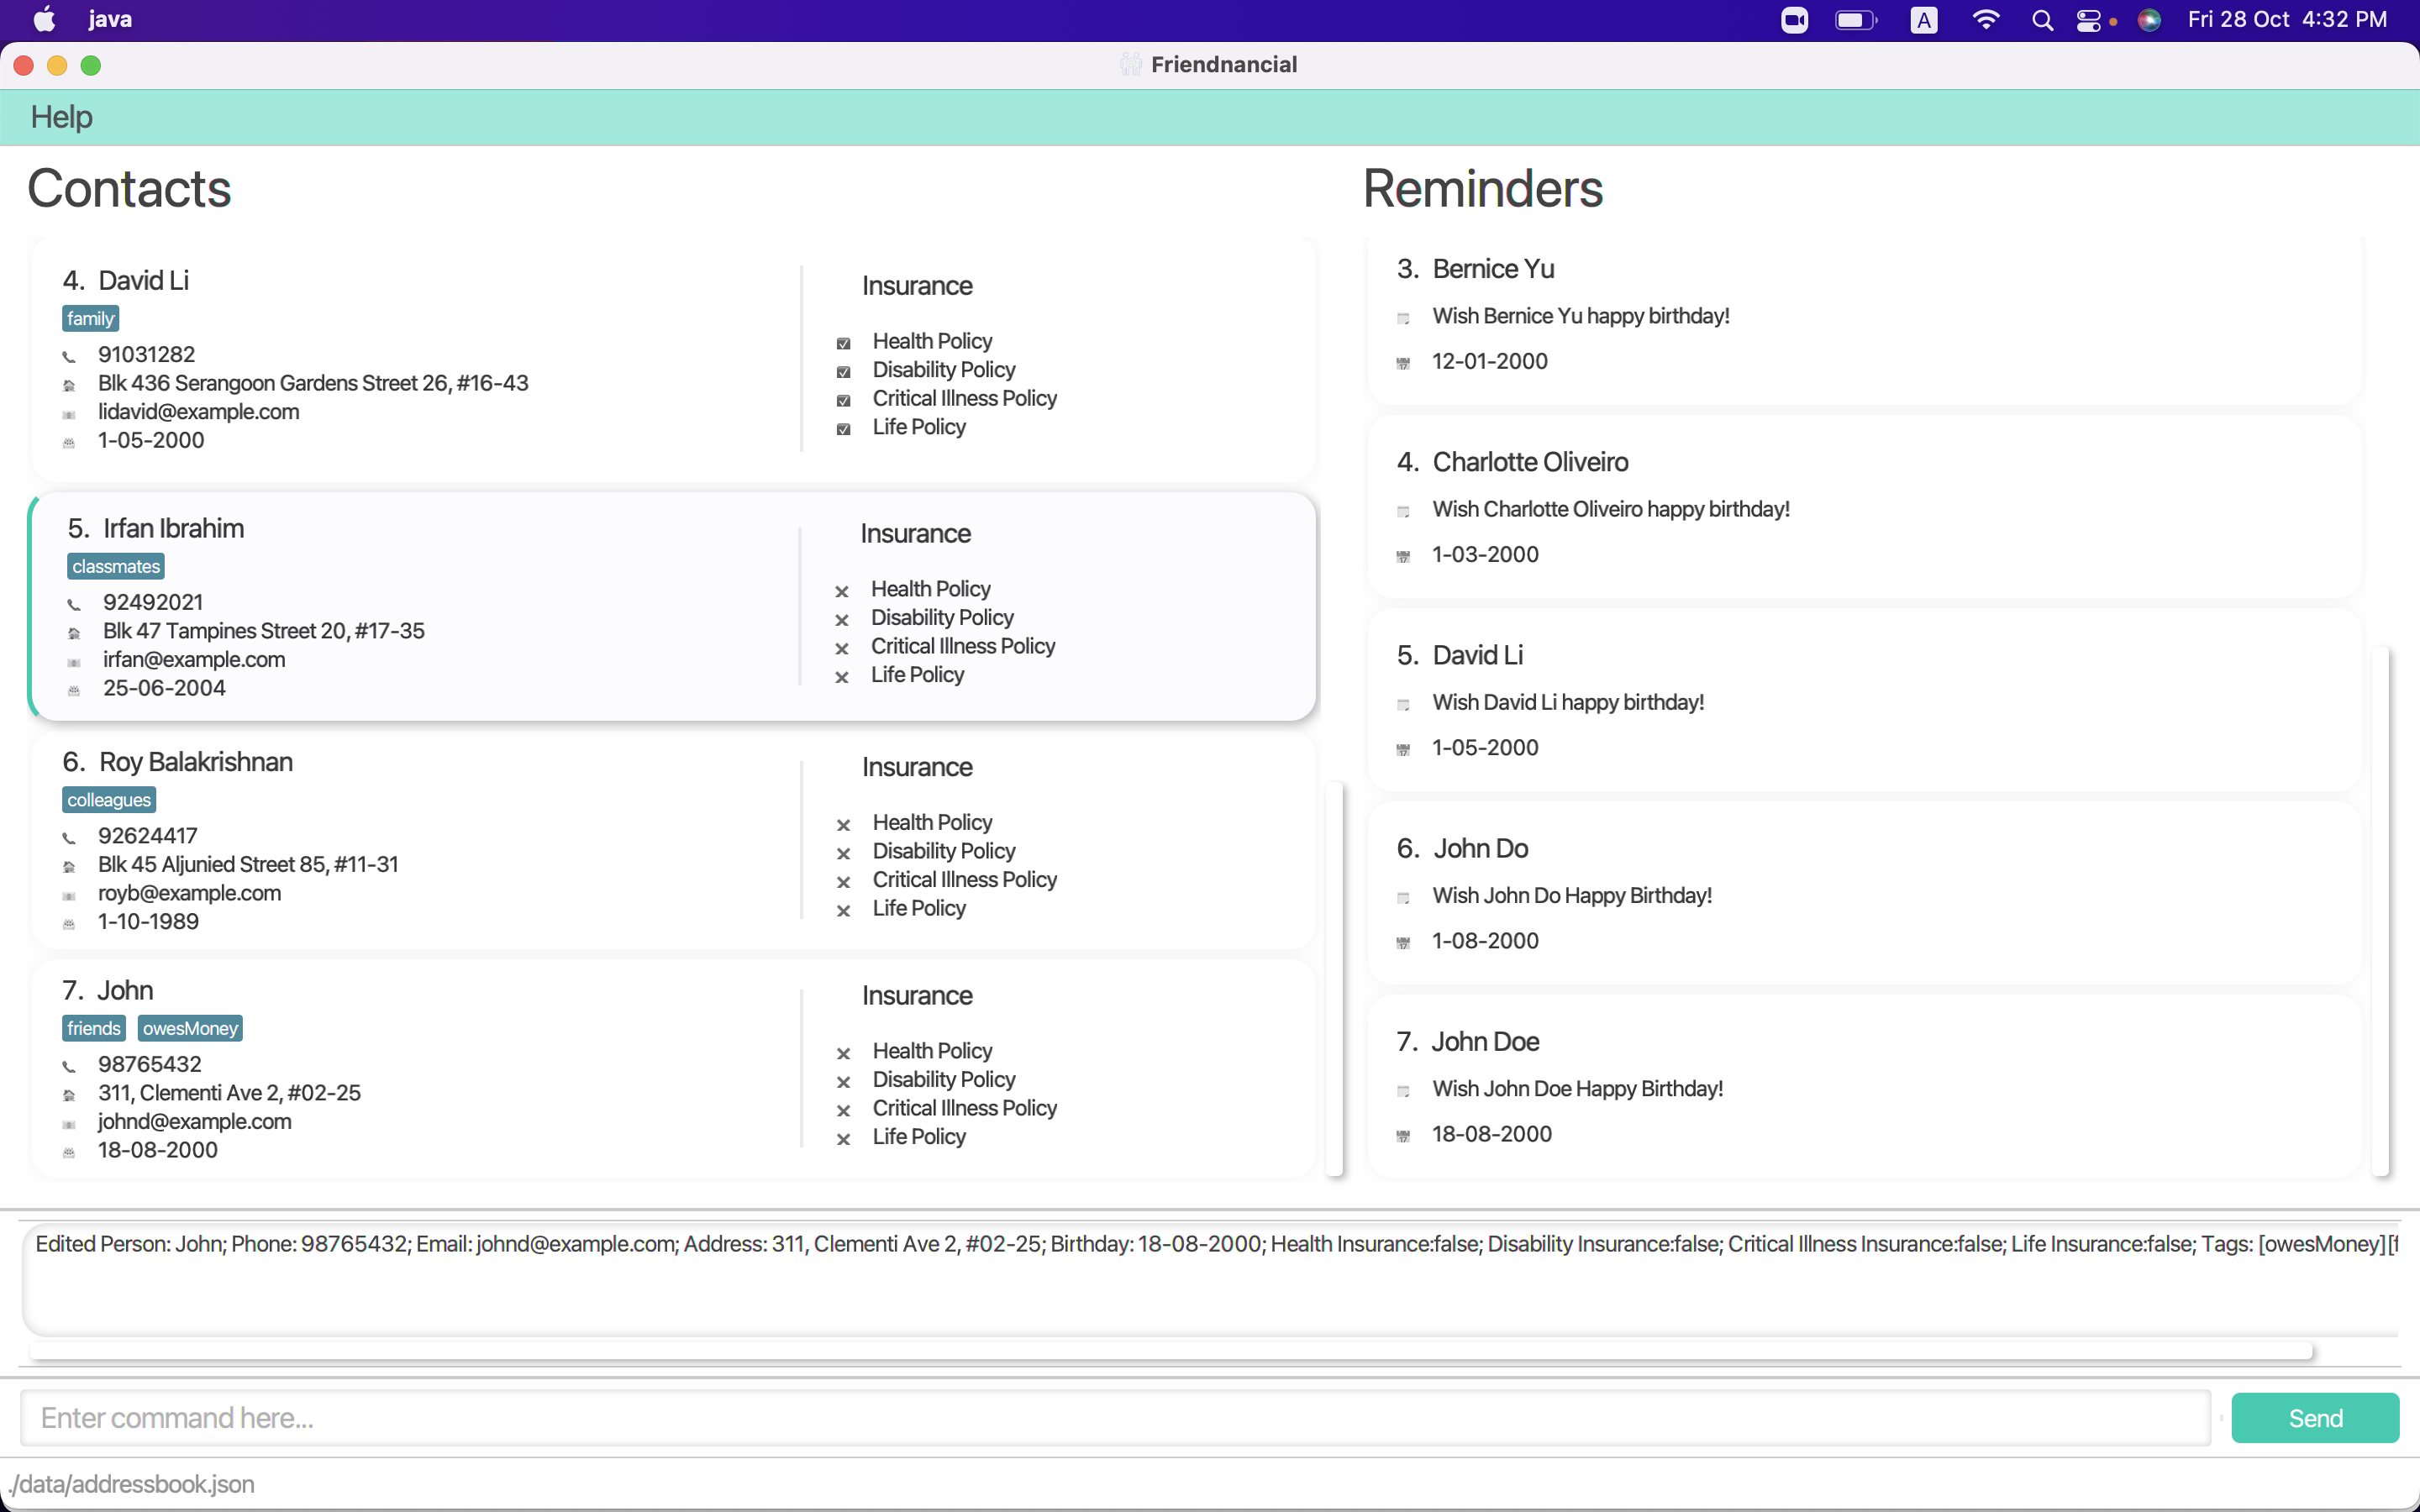 java
A
Fri 28 Oct 4:32 PM
Friendnancial
Help
Contacts
4. David Li
family
91031282
Blk 436 Serangoon Gardens Street 26, #16-43
lidavid@example.com
1-05-2000
Insurance
Health Policy
Disability Policy
Critical Illness Policy
Life Policy
5. Irfan Ibrahim
classmates
92492021
Blk 47 Tampines Street 20, #17-35
irfan@example.com
25-06-2004
Insurance
Health Policy
Disability Policy
Critical Illness Policy
Life Policy
6. Roy Balakrishnan
colleagues
92624417
Blk 45 Aljunied Street 85, #11-31
royb@example.com
1-10-1989
Insurance
Health Policy
Disability Policy
Critical Illness Policy
Life Policy
7. John
friends owesMoney
98765432
311, Clementi Ave 2, #02-25
johnd@example.com
18-08-2000
Insurance
Health Policy
Disability Policy
Critical Illness Policy
Life Policy
Reminders
3. Bernice Yu
Wish Bernice Yu happy birthday!
12-01-2000
4. Charlotte Oliveiro
Wish Charlotte Oliveiro happy birthday!
1-03-2000
5. David Li
Wish David Li happy birthday!
1-05-2000
6. John Do
Wish John Do Happy Birthday!
1-08-2000
7. John Doe
Wish John Doe Happy Birthday!
18-08-2000
Edited Person: John; Phone: 98765432; Email: johnd@example.com; Address: 311, Clementi Ave 2, #02-25; Birthday: 18-08-2000; Health Insurance:false; Disability Insurance:false; Critical Illness Insurance:false; Life Insurance:false; Tags: [owesMoney][f
Enter command here...
Send
./data/addressbook.json